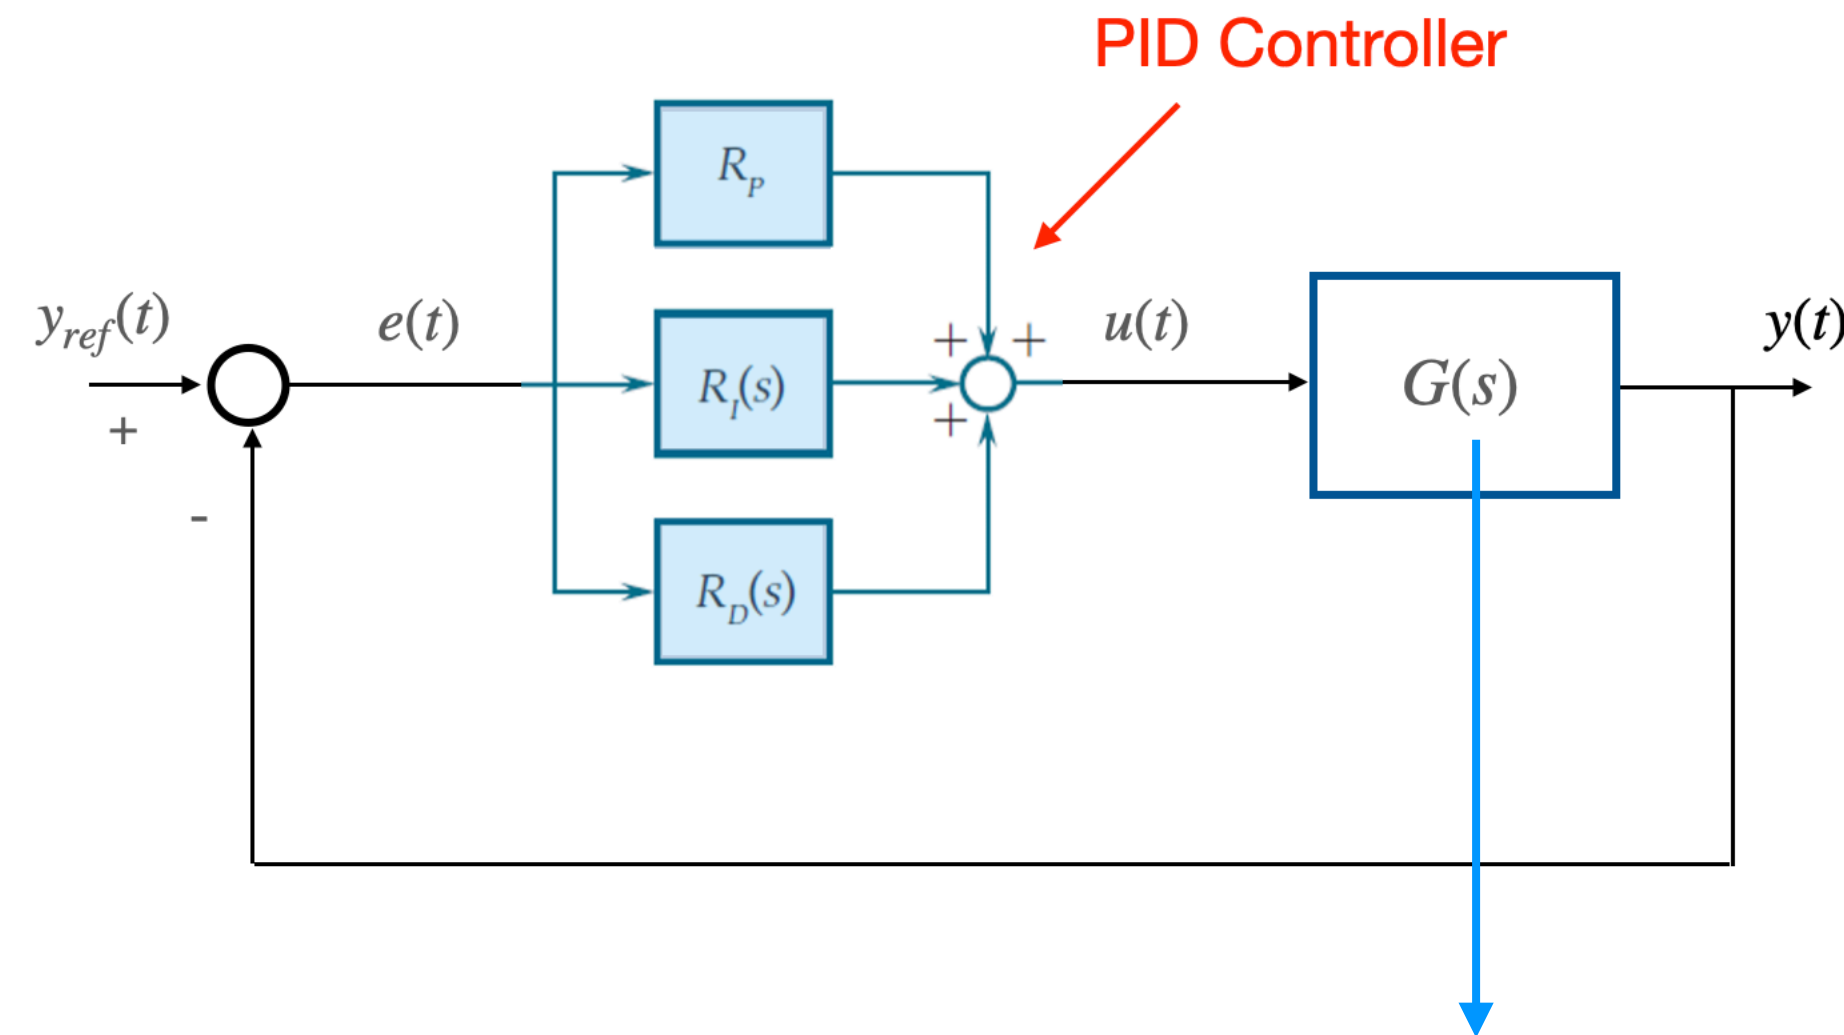 PID Controller
R_P
y_ref(t)
e(t)
+ +
u(t)
y(t)
R_I(s)
G(s)
+
+
-
R_D(s)